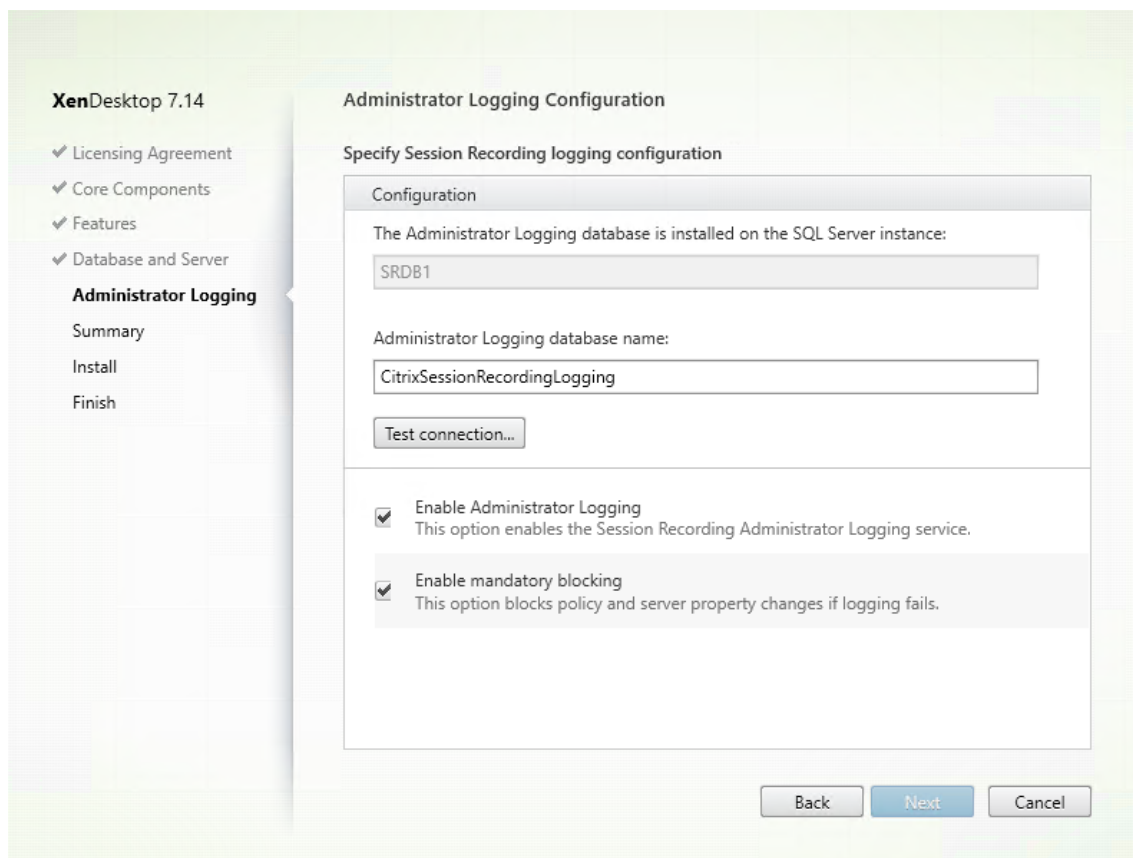 XenDesktop 7.14
Licensing Agreement
Core Components
Features
Database and Server
Administrator Logging
Summary
Install
Finish
Administrator Logging Configuration
Specify Session Recording logging configuration
Configuration
The Administrator Logging database is installed on the SQL Server instance:
SRDB1
Administrator Logging database name:
CitrixSessionRecordingLogging
Test connection...
Enable Administrator Logging
This option enables the Session Recording Administrator Logging service.
Enable mandatory blocking
This option blocks policy and server property changes if logging fails.
Back Next Cancel